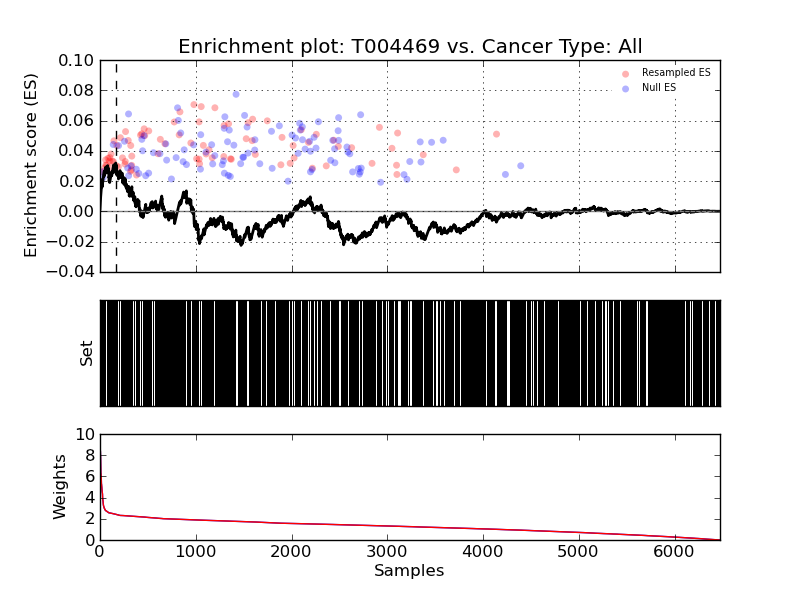 Enrichment plot: T004469 vs. Cancer Type: All
Enrichment score (ES)
0.10
0.08
0.06
0.04
0.02
0.00
−0.02
−0.04
Resampled ES
Null ES
Set
Weights
10
8
6
4
2
0
0 1000 2000 3000 4000 5000 6000
Samples